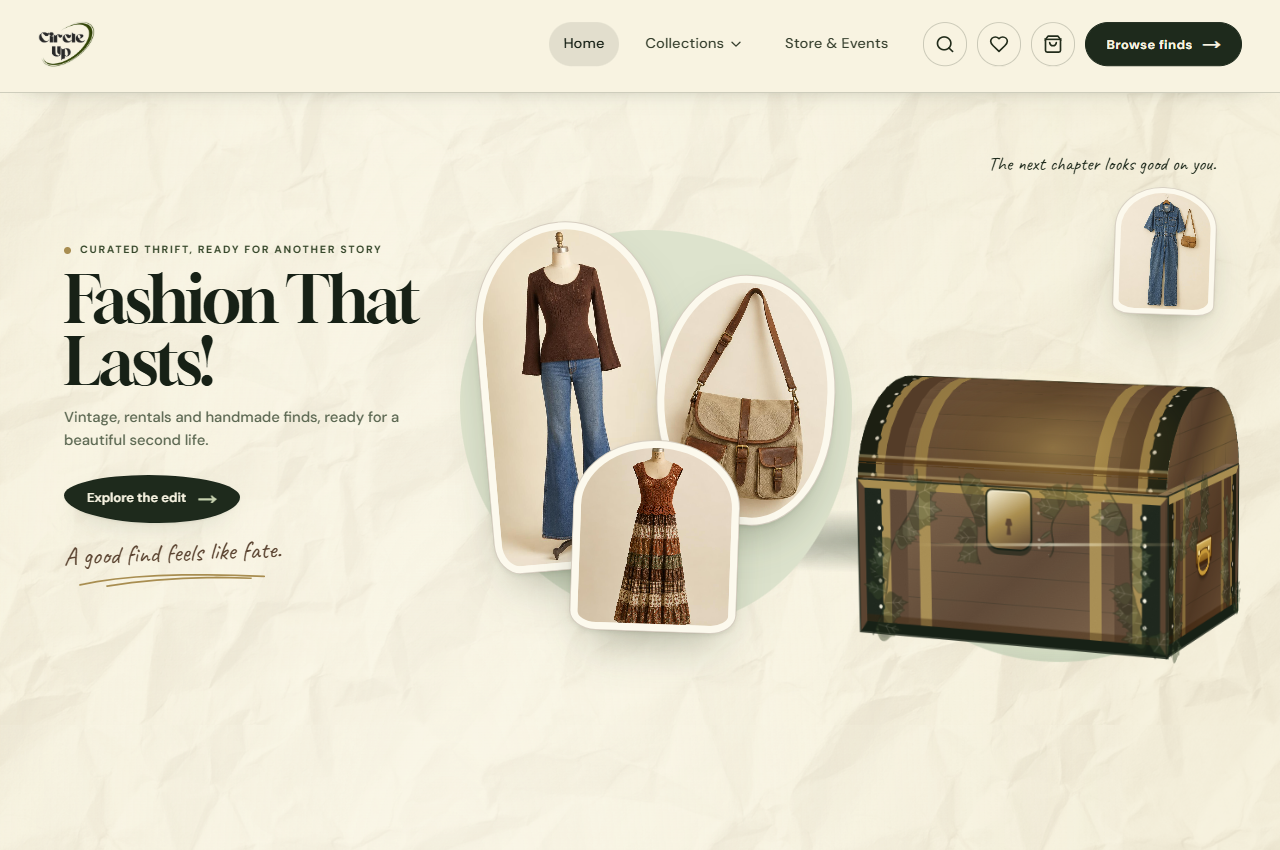 Circle
Up
Home
Collections
Store & Events
Browse finds
The next chapter looks good on you.
CURATED THRIFT, READY FOR ANOTHER STORY
Fashion That
Lasts!
Vintage, rentals and handmade finds, ready for a
beautiful second life.
Explore the edit
A good find feels like fate.